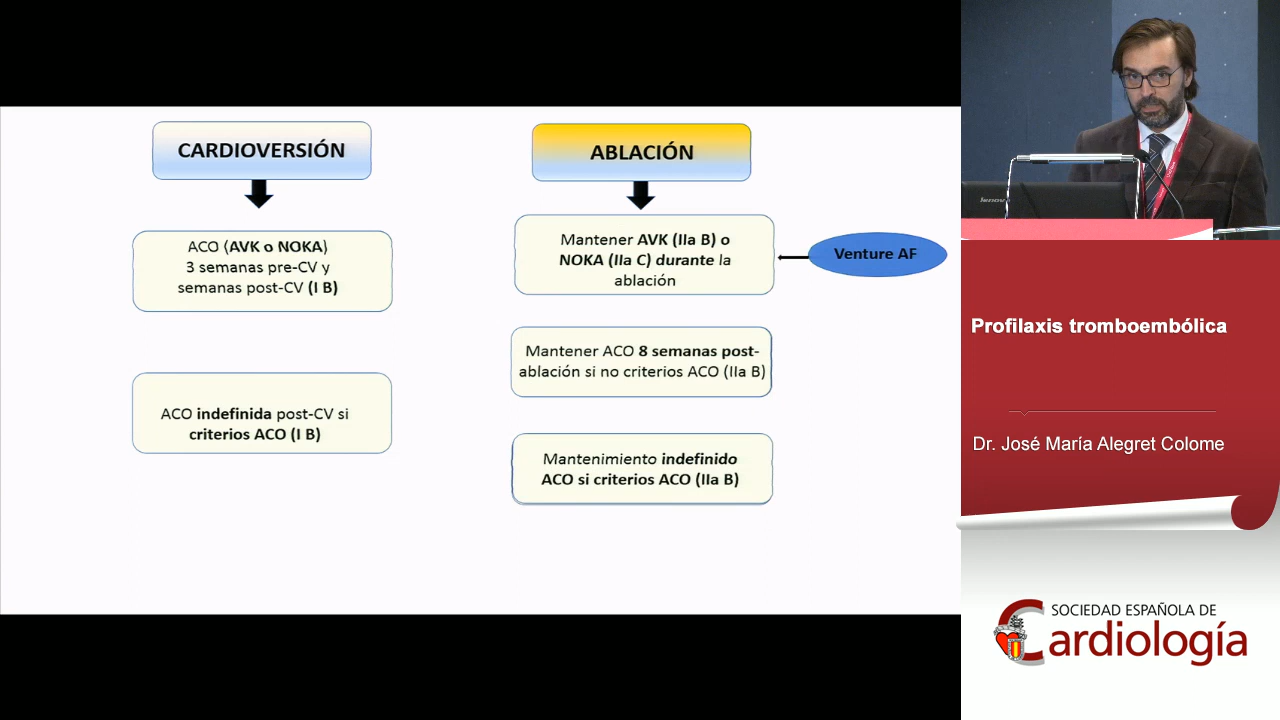 CARDIOVERSIÓN
ACO (AVK o NOKA)
3 semanas pre-CV y
semanas post-CV (I B)
ACO indefinida post-CV si
criterios ACO (I B)
ABLACIÓN
Mantener AVK (IIa B) o
NOKA (IIa C) durante la
ablación
Venture AF
Mantener ACO 8 semanas post-
ablación si no criterios ACO (IIa B)
Mantenimiento indefinido
ACO si criterios ACO (IIa B)
Profilaxis tromboembólica
Dr. José María Alegret Colome
SOCIEDAD ESPAÑOLA DE
Cardiología